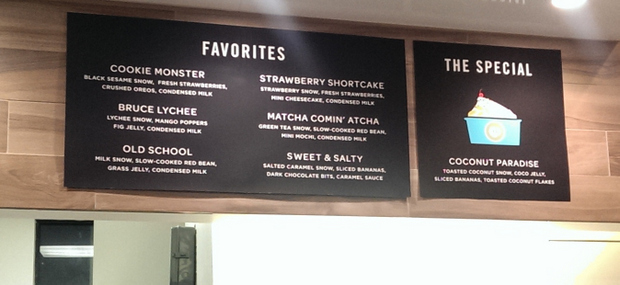 FAVORITES
COOKIE MONSTER
BLACK SESAME SNOW, FRESH STRAWBERRIES,
CRUSHED OREOS, CONDENSED MILK
BRUCE LYCHEE
LYCHEE SNOW, MANGO POPPERS
FIG JELLY, CONDENSED MILK
OLD SCHOOL
MILK SNOW, SLOW-COOKED RED BEAN,
GRASS JELLY, CONDENSED MILK
STRAWBERRY SHORTCAKE
STRAWBERRY SNOW, FRESH STRAWBERRIES,
MINI CHEESECAKE, CONDENSED MILK
MATCHA COMIN' ATCHA
GREEN TEA SNOW, SLOW-COOKED RED BEAN,
MINI MOCHI, CONDENSED MILK
SWEET & SALTY
SALTED CARAMEL SNOW, SLICED BANANAS,
DARK CHOCOLATE BITS, CARAMEL SAUCE
THE SPECIAL
COCONUT PARADISE
TOASTED COCONUT SNOW, COCO JELLY,
SLICED BANANAS, TOASTED COCONUT FLAKES